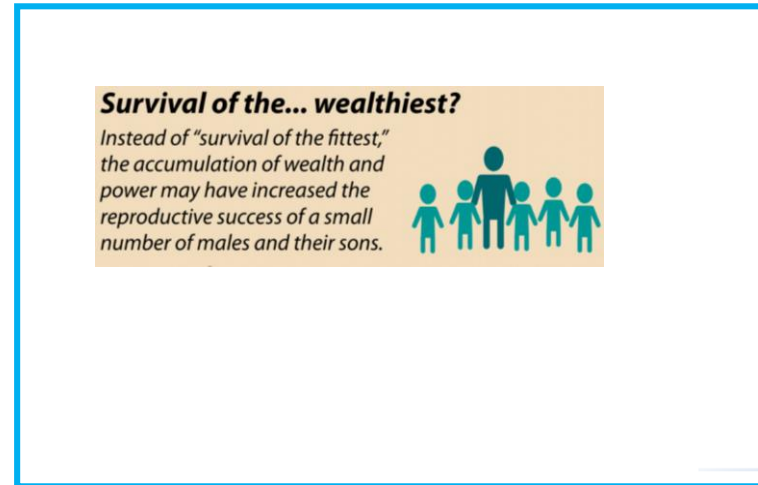 Survival of the... wealthiest?
Instead of “survival of the fittest,”
the accumulation of wealth and
power may have increased the
reproductive success of a small
number of males and their sons.